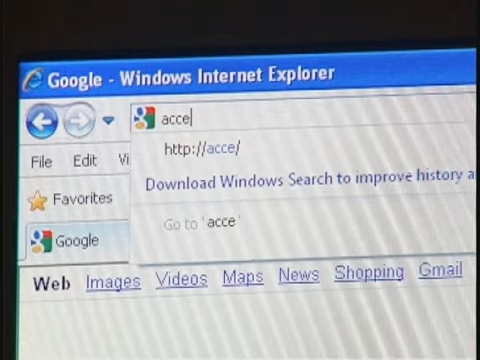 Google - Windows Internet Explorer
acce
http://acce/
File Edit Vi
Download Windows Search to improve history a
Favorites
Go to 'acce'
Google
Web Images Videos Maps News Shopping Gmail